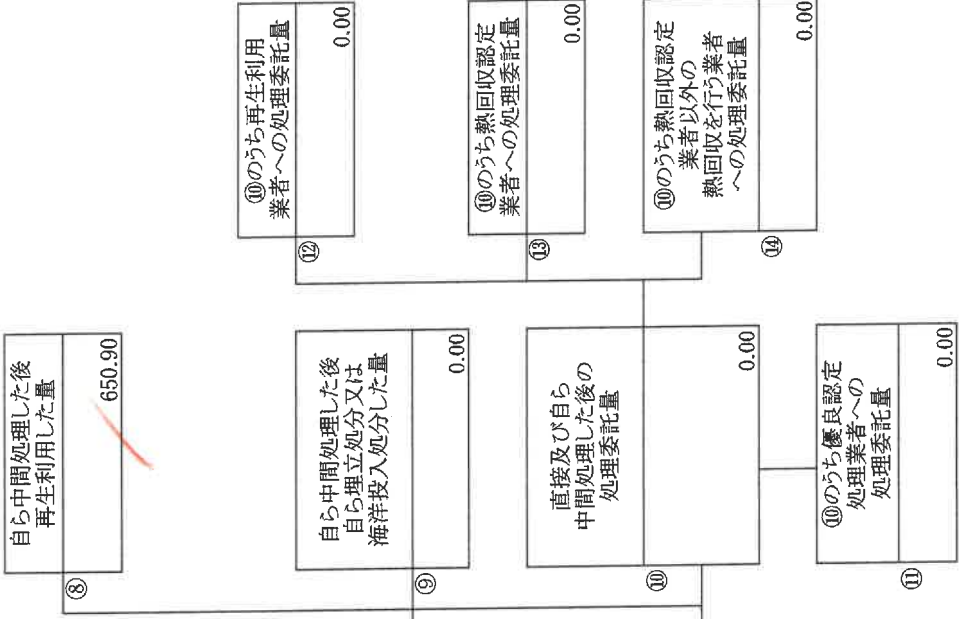 ⑧
自ら中間処理した後
再生利用した量
650.90
⑨
自ら中間処理した後
自ら埋立処分又は
海洋投入処分した量
0.00
⑩
直接及び自ら
中間処理した後の
処理委託量
0.00
⑪
⑩のうち優良認定
処理業者への
処理委託量
0.00
⑫
⑩のうち再生利用
業者への処理委託量
0.00
⑬
⑩のうち熱回収認定
業者への処理委託量
0.00
⑭
⑩のうち熱回収認定
業者以外の
熱回収を行う業者
への処理委託量
0.00